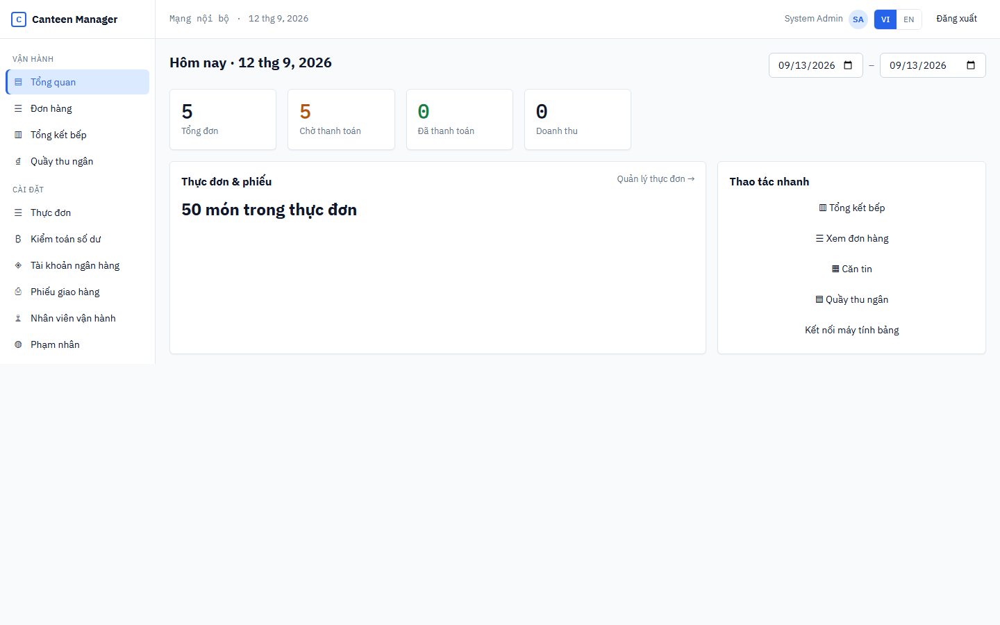 C Canteen Manager
Mạng nội bộ · 12 thg 9, 2026
System Admin SA VI EN Đăng xuất
VẬN HÀNH
Tổng quan
Đơn hàng
Tổng kết bếp
Quầy thu ngân
CÀI ĐẶT
Thực đơn
Kiểm toán số dư
Tài khoản ngân hàng
Phiếu giao hàng
Nhân viên vận hành
Phạm nhân
Hôm nay · 12 thg 9, 2026
09/13/2026 – 09/13/2026
5
Tổng đơn
5
Chờ thanh toán
0
Đã thanh toán
0
Doanh thu
Thực đơn & phiếu
Quản lý thực đơn →
50 món trong thực đơn
Thao tác nhanh
Tổng kết bếp
Xem đơn hàng
Căn tin
Quầy thu ngân
Kết nối máy tính bảng